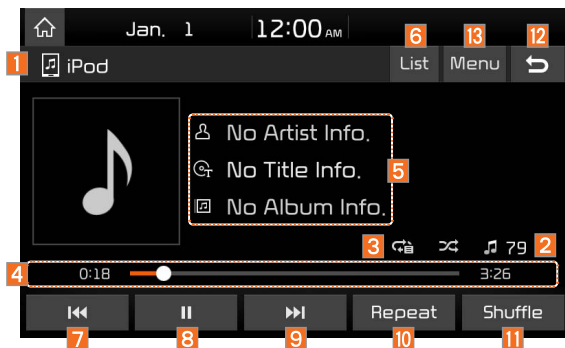 Jan. 1 12:00 AM
6 13 12
1 iPod List Menu
No Artist Info.
No Title Info. 5
No Album Info.
3 79 2
4 0:18 3:26
Repeat Shuffle
7 8 9 10 11